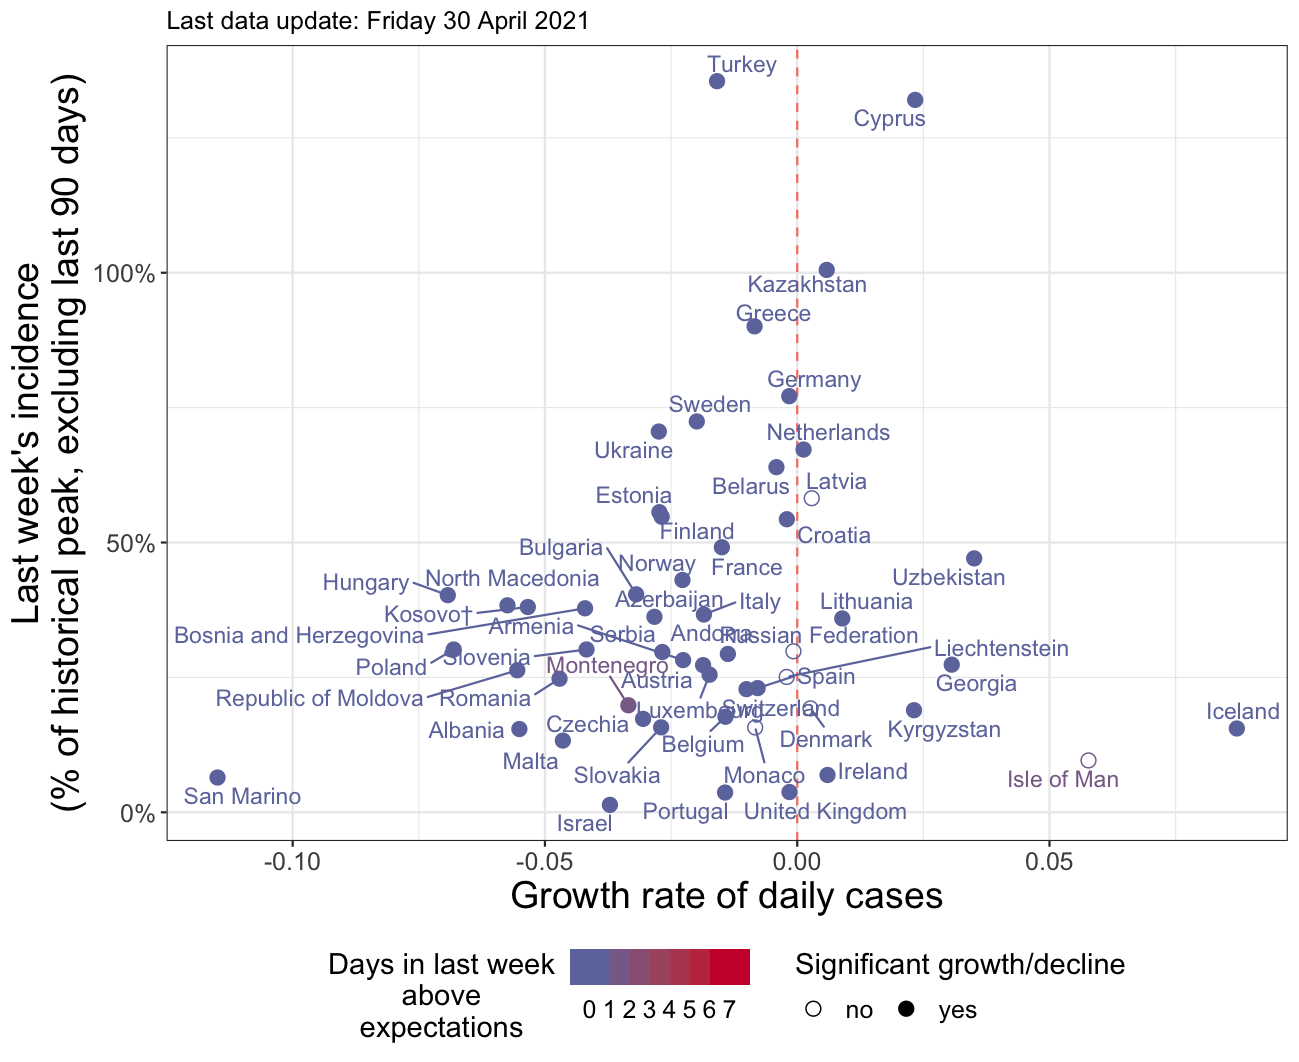 Last data update: Friday 30 April 2021
Last week's incidence
(% of historical peak, excluding last 90 days)
100%
50%
0%
Turkey
Cyprus
Kazakhstan
Greece
Germany
Sweden
Netherlands
Ukraine
Belarus
Latvia
Estonia
Finland
Croatia
Bulgaria
France
Norway
Uzbekistan
Hungary
North Macedonia
Azerbaijan
Italy
Lithuania
Kosovo†
Armenia
Serbia
Andorra
Russian Federation
Bosnia and Herzegovina
Liechtenstein
Slovenia
Poland
Montenegro
Austria
Spain
Georgia
Republic of Moldova
Romania
Luxembourg
Switzerland
Iceland
Albania
Czechia
Belgium
Denmark
Kyrgyzstan
Malta
Slovakia
Monaco
Ireland
Isle of Man
San Marino
Israel
Portugal
United Kingdom
-0.10
-0.05
0.00
0.05
Growth rate of daily cases
Days in last week
above
expectations
0 1 2 3 4 5 6 7
Significant growth/decline
no
yes